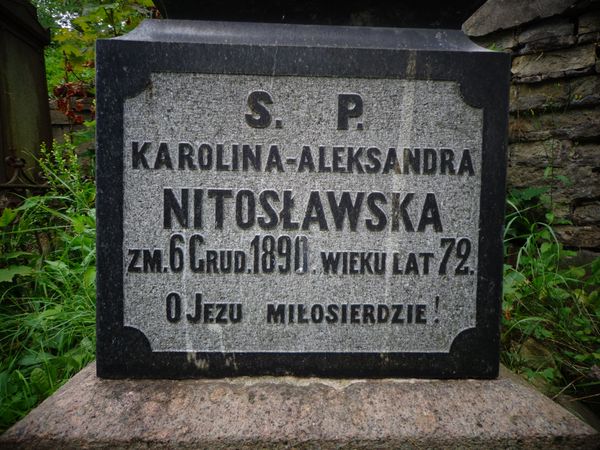 S. P.
KAROLINA-ALEKSANDRA
NITOSŁAWSKA
ZM. 6 GRUD. 1890. WIEKU LAT 72.
O JEZU MIŁOSIERDZIE!